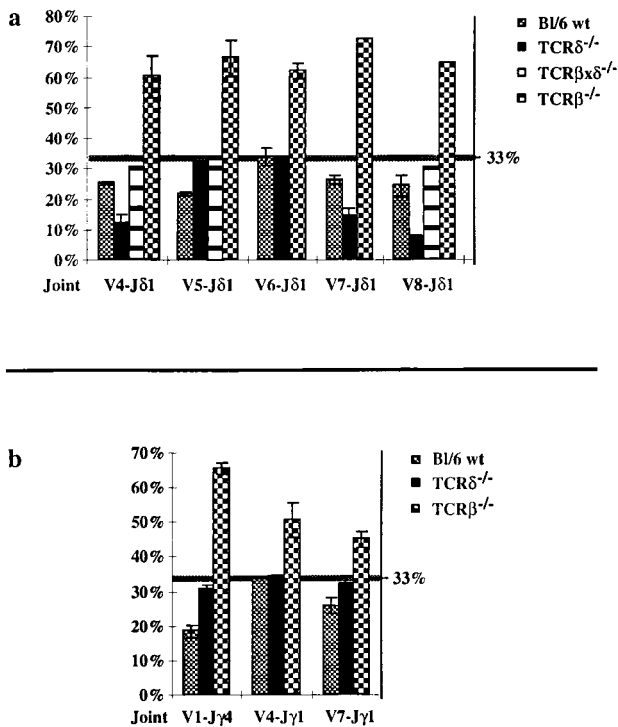 a
80%
70%
60%
50%
40%
30%
20%
10%
0%
33%
Joint V4-Jδ1 V5-Jδ1 V6-Jδ1 V7-Jδ1 V8-Jδ1
Bl/6 wt
TCRδ-/-
TCRβxδ-/-
TCRβ-/-
b
70%
60%
50%
40%
30%
20%
10%
0%
33%
Joint V1-Jγ4 V4-Jγ1 V7-Jγ1
Bl/6 wt
TCRδ-/-
TCRβ-/-